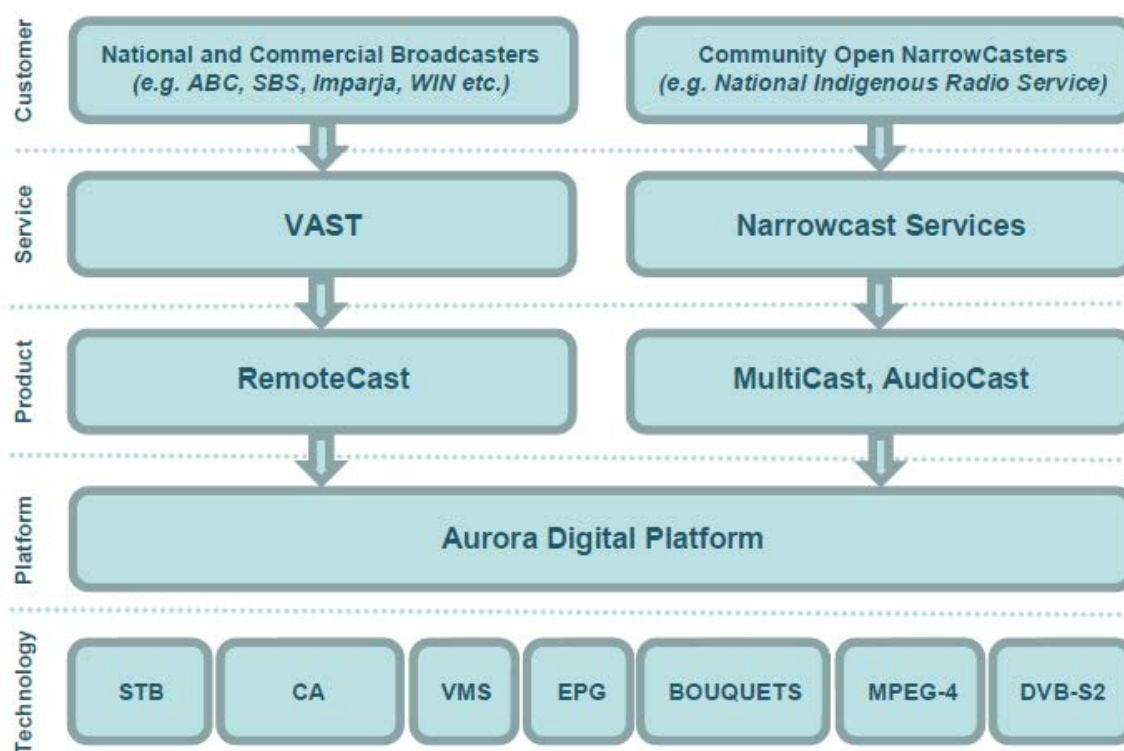 Customer
National and Commercial Broadcasters
(e.g. ABC, SBS, Imparja, WIN etc.)
Community Open NarrowCasters
(e.g. National Indigenous Radio Service)
Service
VAST
Narrowcast Services
Product
RemoteCast
MultiCast, AudioCast
Platform
Aurora Digital Platform
Technology
STB
CA
VMS
EPG
BOUQUETS
MPEG-4
DVB-S2